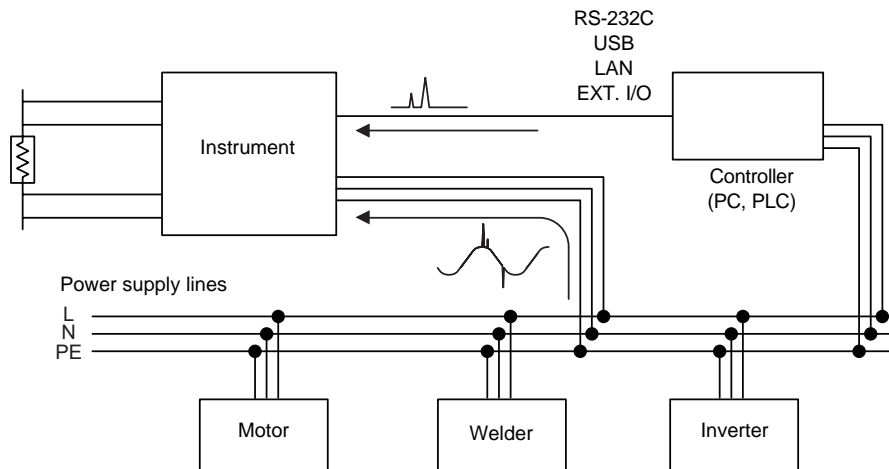 RS-232C
USB
LAN
EXT. I/O
Instrument
Controller
(PC, PLC)
Power supply lines
L
N
PE
Motor
Welder
Inverter